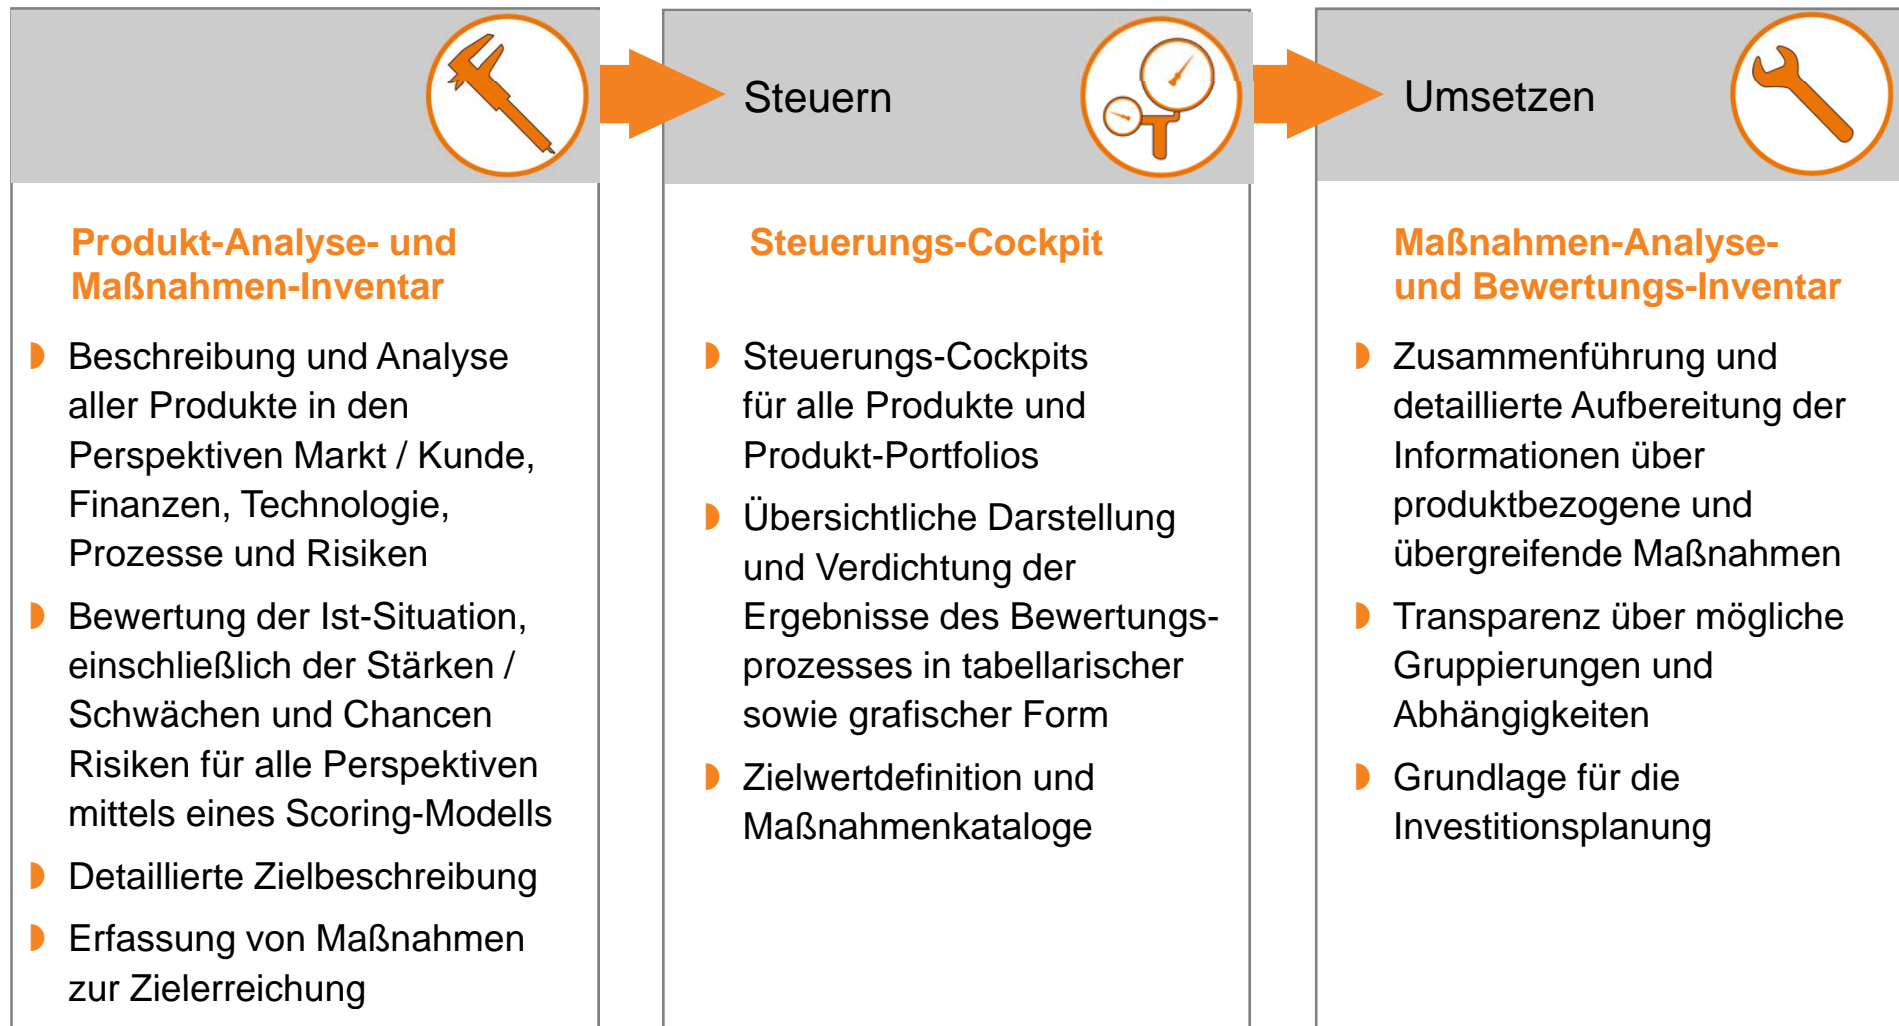 Produkt-Analyse- und
Maßnahmen-Inventar
Beschreibung und Analyse
aller Produkte in den
Perspektiven Markt / Kunde,
Finanzen, Technologie,
Prozesse und Risiken
Bewertung der Ist-Situation,
einschließlich der Stärken /
Schwächen und Chancen
Risiken für alle Perspektiven
mittels eines Scoring-Modells
Detaillierte Zielbeschreibung
Erfassung von Maßnahmen
zur Zielerreichung
Steuern
Steuerungs-Cockpit
Steuerungs-Cockpits
für alle Produkte und
Produkt-Portfolios
Übersichtliche Darstellung
und Verdichtung der
Ergebnisse des Bewertungs-
prozesses in tabellarischer
sowie grafischer Form
Zielwertdefinition und
Maßnahmenkataloge
Umsetzen
Maßnahmen-Analyse-
und Bewertungs-Inventar
Zusammenführung und
detaillierte Aufbereitung der
Informationen über
produktbezogene und
übergreifende Maßnahmen
Transparenz über mögliche
Gruppierungen und
Abhängigkeiten
Grundlage für die
Investitionsplanung